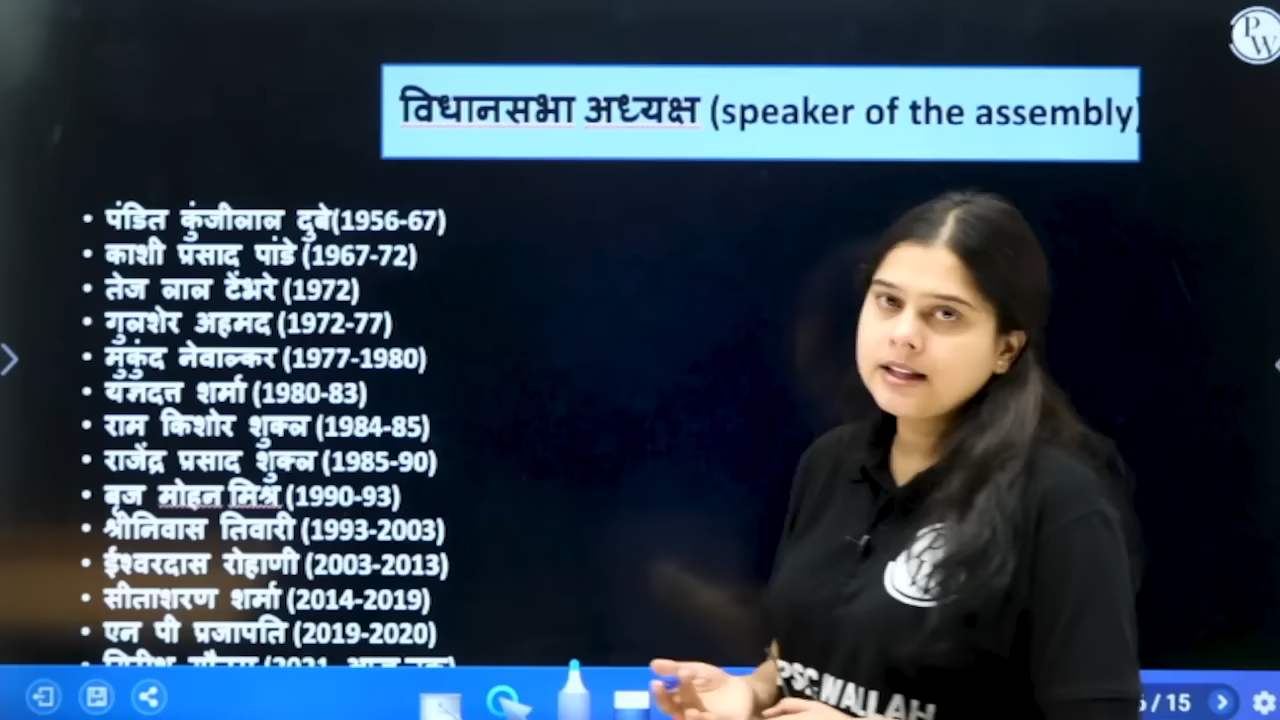 PW
विधानसभा अध्यक्ष (speaker of the assembly)
• पंडित कुंजीलाल दुबे(1956-67)
• काशी प्रसाद पांडे (1967-72)
• तेज लाल टेंभरे (1972)
• गुलशेर अहमद (1972-77)
• मुकुंद नेवाल्कर (1977-1980)
• यज्ञदत्त शर्मा (1980-83)
• राम किशोर शुक्ल (1984-85)
• राजेंद्र प्रसाद शुक्ल (1985-90)
• बृज मोहन मिश्र (1990-93)
• श्रीनिवास तिवारी (1993-2003)
• ईश्वरदास रोहाणी (2003-2013)
• सीताशरण शर्मा (2014-2019)
• एन पी प्रजापति (2019-2020)
PW
PSC WALLAH
/ 15